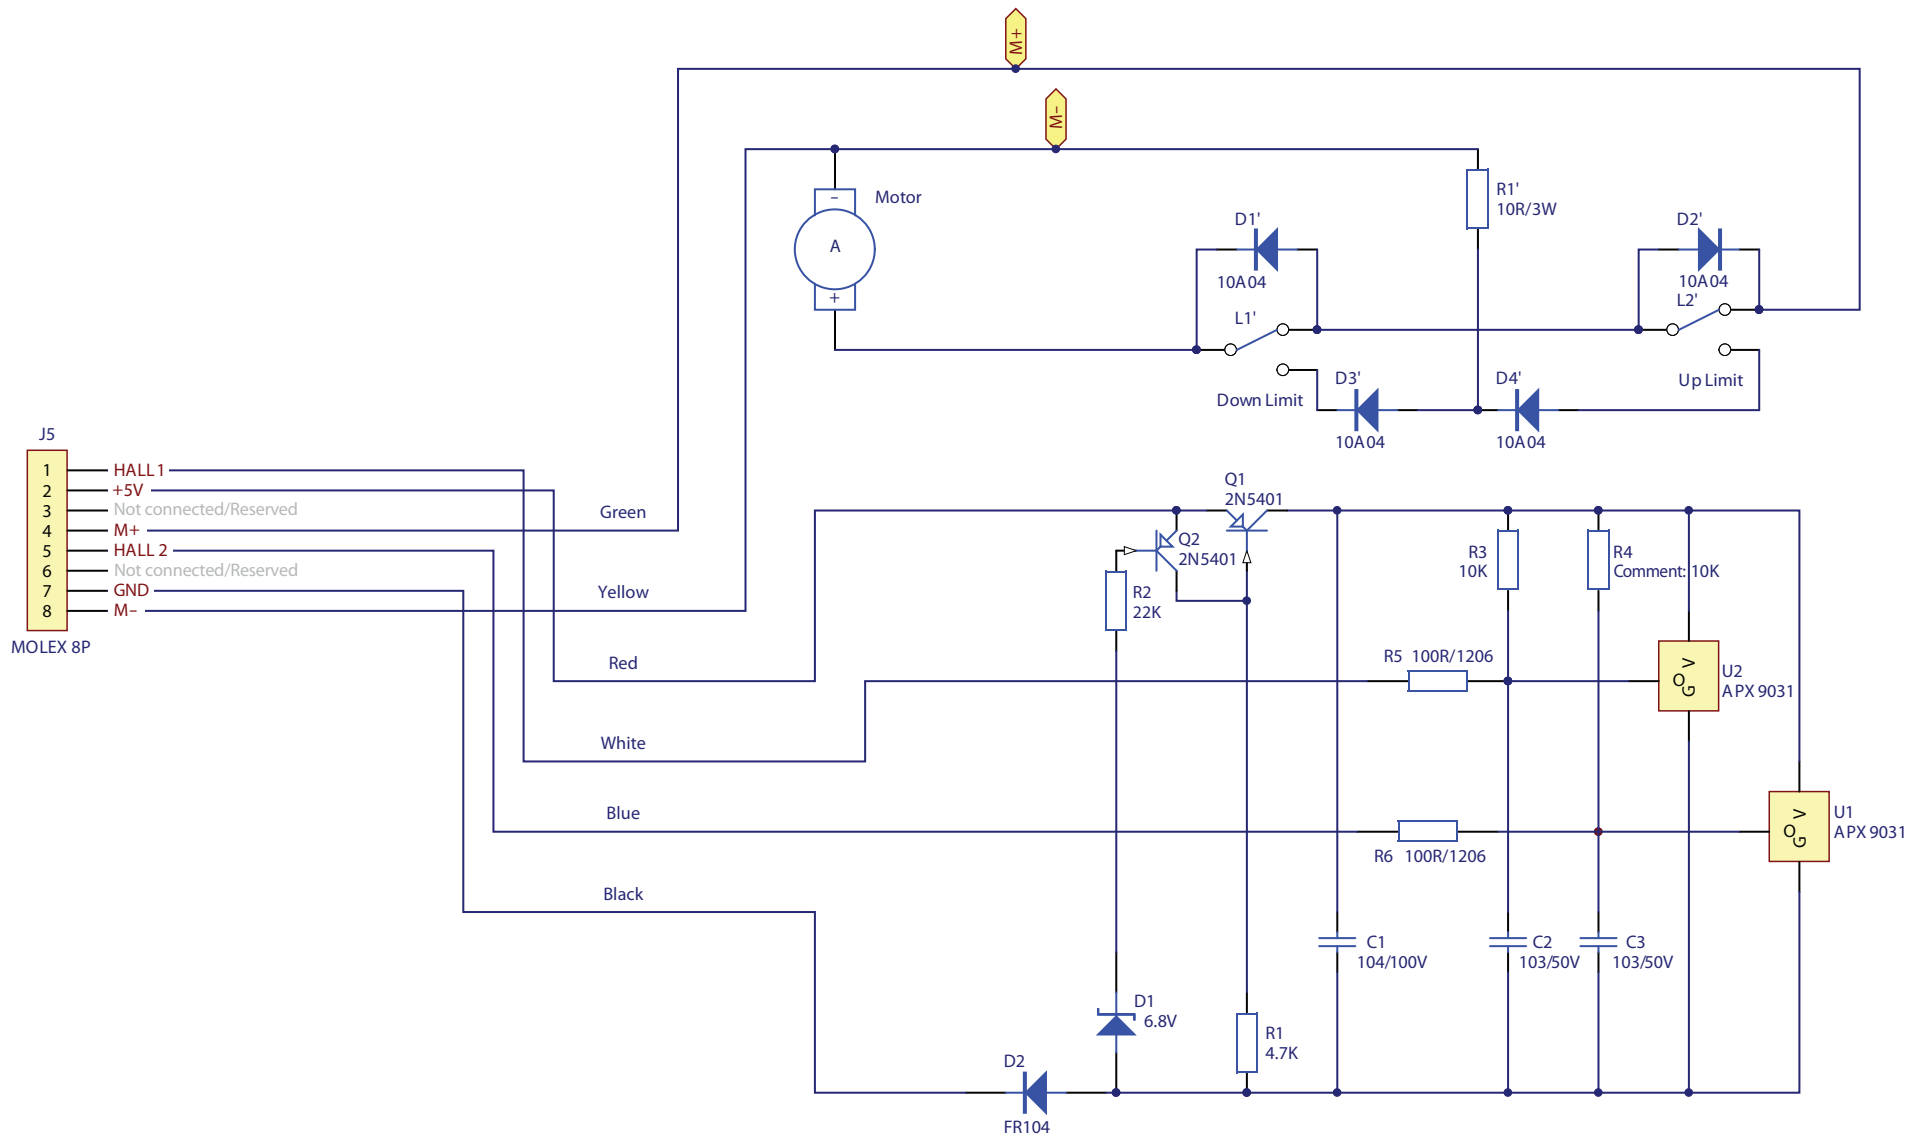 M+
M–
Motor
–
A
+
R1'
10R/3W
D1'
10A04
L1'
D2'
10A04
L2'
Down Limit
Up Limit
D3'
10A04
D4'
10A04
J5
1 HALL 1
2 +5V
3 Not connected/Reserved
4 M+
5 HALL 2
6 Not connected/Reserved
7 GND
8 M–
MOLEX 8P
Green
Yellow
Red
White
Blue
Black
Q1
2N5401
Q2
2N5401
R2
22K
R3
10K
R4
Comment: 10K
R5 100R/1206
V
O
G
U2
APX 9031
V
O
G
U1
APX 9031
R6 100R/1206
C1
104/100V
C2
103/50V
C3
103/50V
D1
6.8V
R1
4.7K
D2
FR104